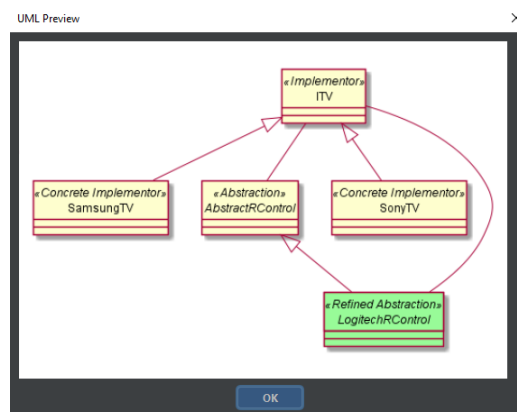 UML Preview
«Implementor»
ITV
«Concrete Implementor»
SamsungTV
«Abstraction»
AbstractRControl
«Concrete Implementor»
SonyTV
«Refined Abstraction»
LogitechRControl
OK